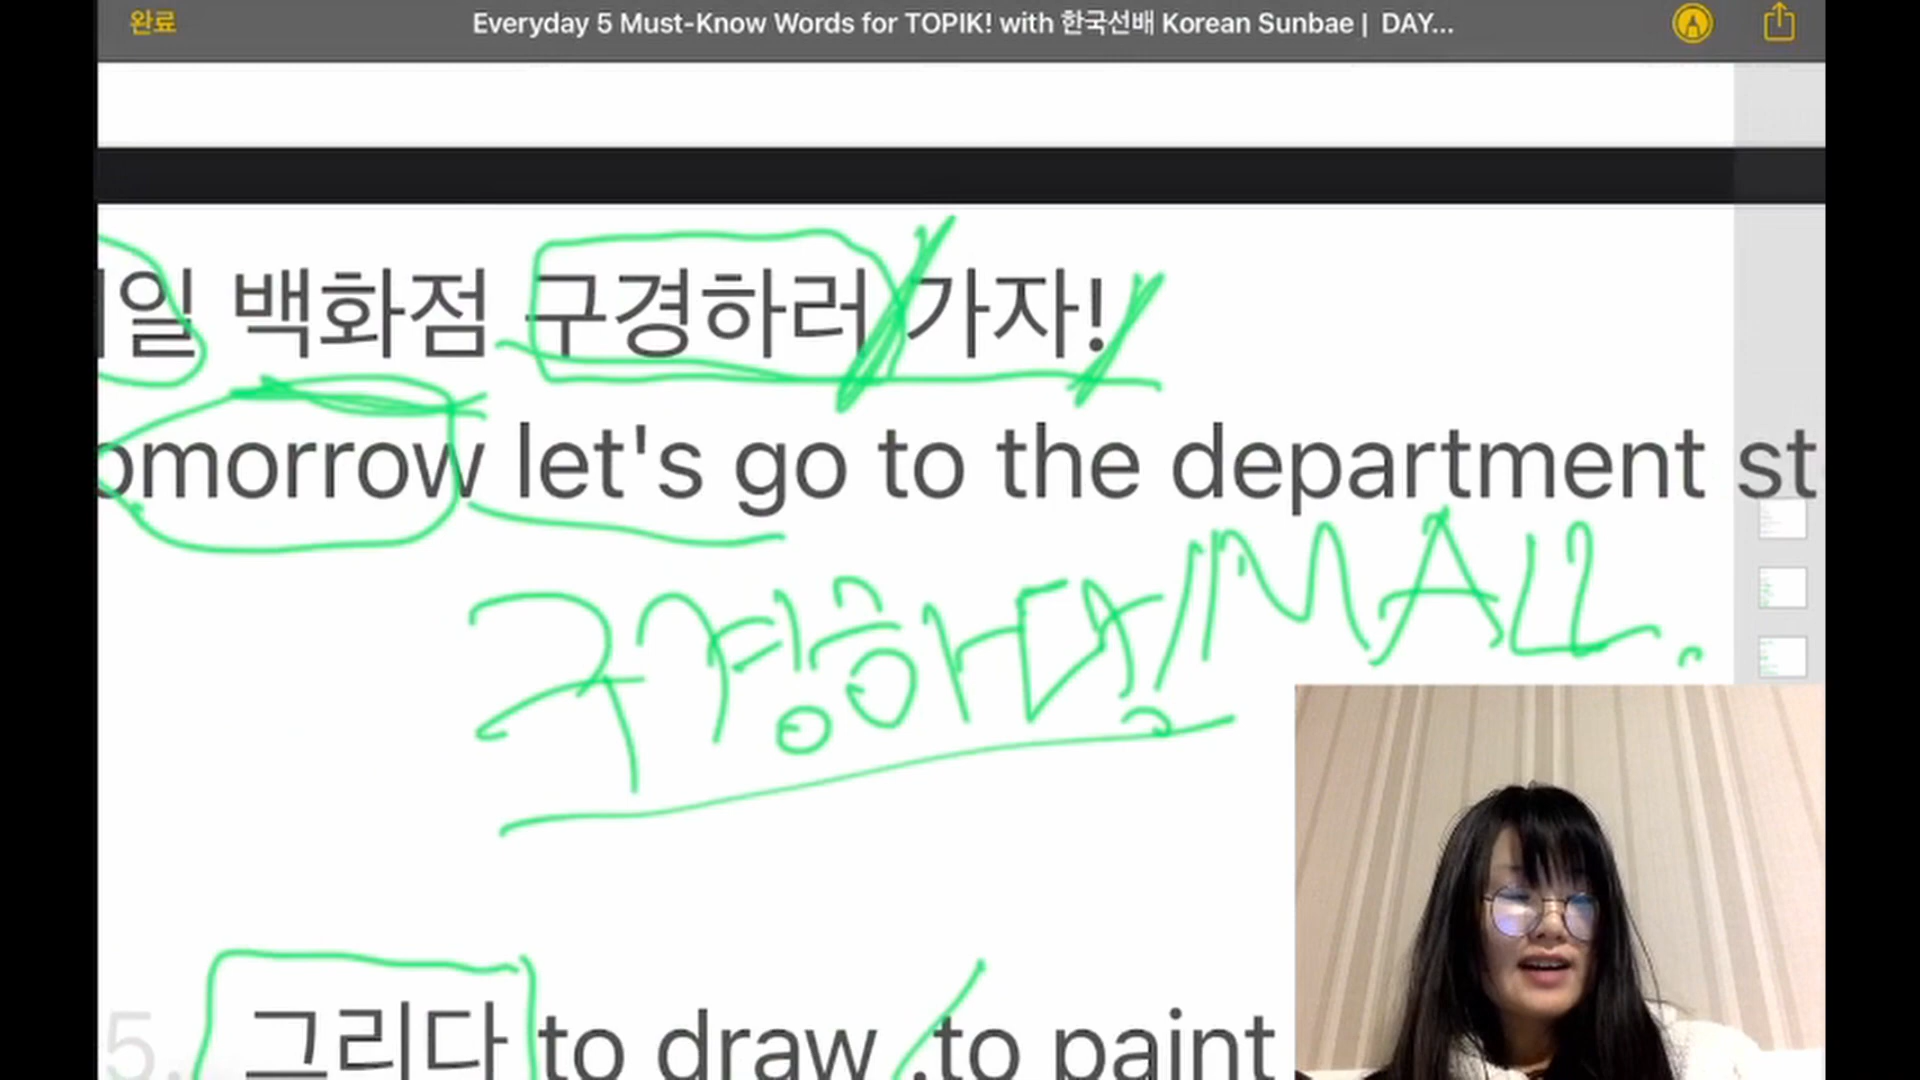 완료 Everyday 5 Must-Know Words for TOPIK! with 한국선배 Korean Sunbae | DAY...
일 백화점 구경하러 가자!
omorrow let's go to the department st
구경하다 / MALL.
5. 그리다 to draw, to paint